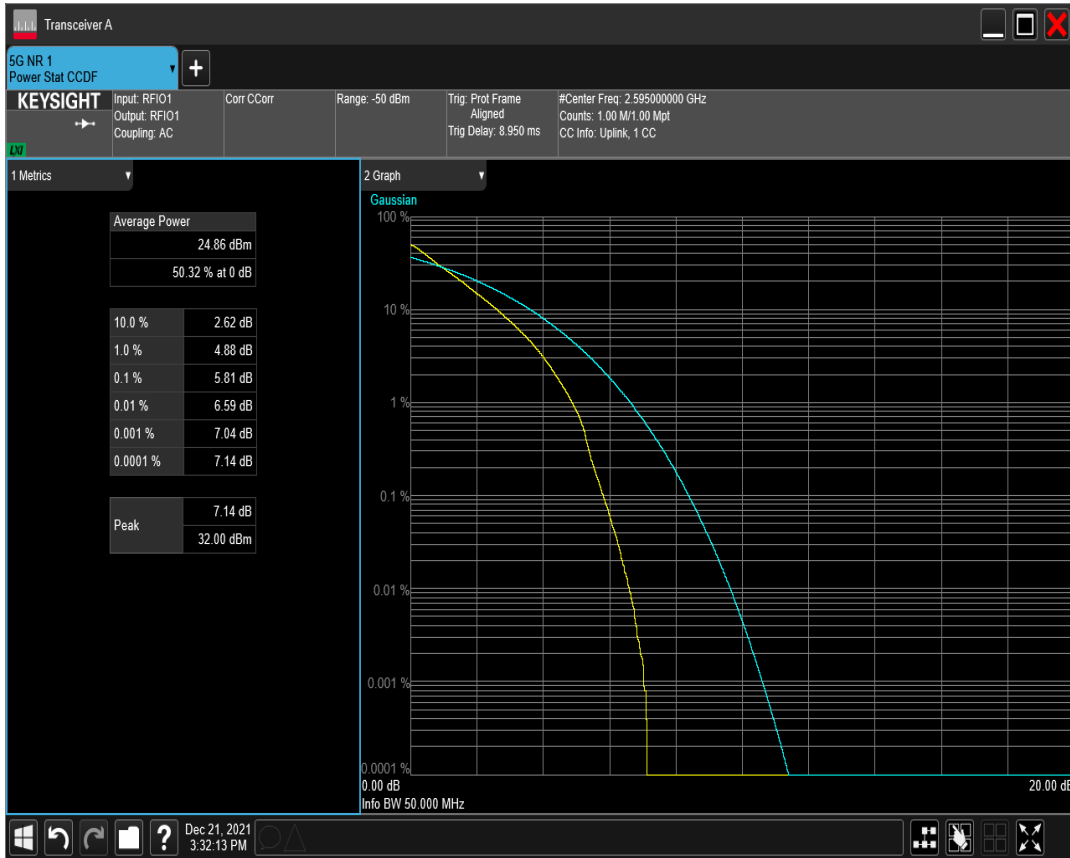 Transceiver A
5G NR 1
Power Stat CCDF
KEYSIGHT
LXI
Input: RFIO1
Output: RFIO1
Coupling: AC
Corr CCorr
Range: -50 dBm
Trig: Prot Frame
Aligned
Trig Delay: 8.950 ms
#Center Freq: 2.595000000 GHz
Counts: 1.00 M/1.00 Mpt
CC Info: Uplink, 1 CC
1 Metrics
Average Power
24.86 dBm
50.32 % at 0 dB
10.0 % 2.62 dB
1.0 % 4.88 dB
0.1 % 5.81 dB
0.01 % 6.59 dB
0.001 % 7.04 dB
0.0001 % 7.14 dB
Peak 7.14 dB
32.00 dBm
2 Graph
Gaussian
100 %
10 %
1 %
0.1 %
0.01 %
0.001 %
0.0001 %
0.00 dB 20.00 dB
Info BW 50.000 MHz
? Dec 21, 2021
3:32:13 PM